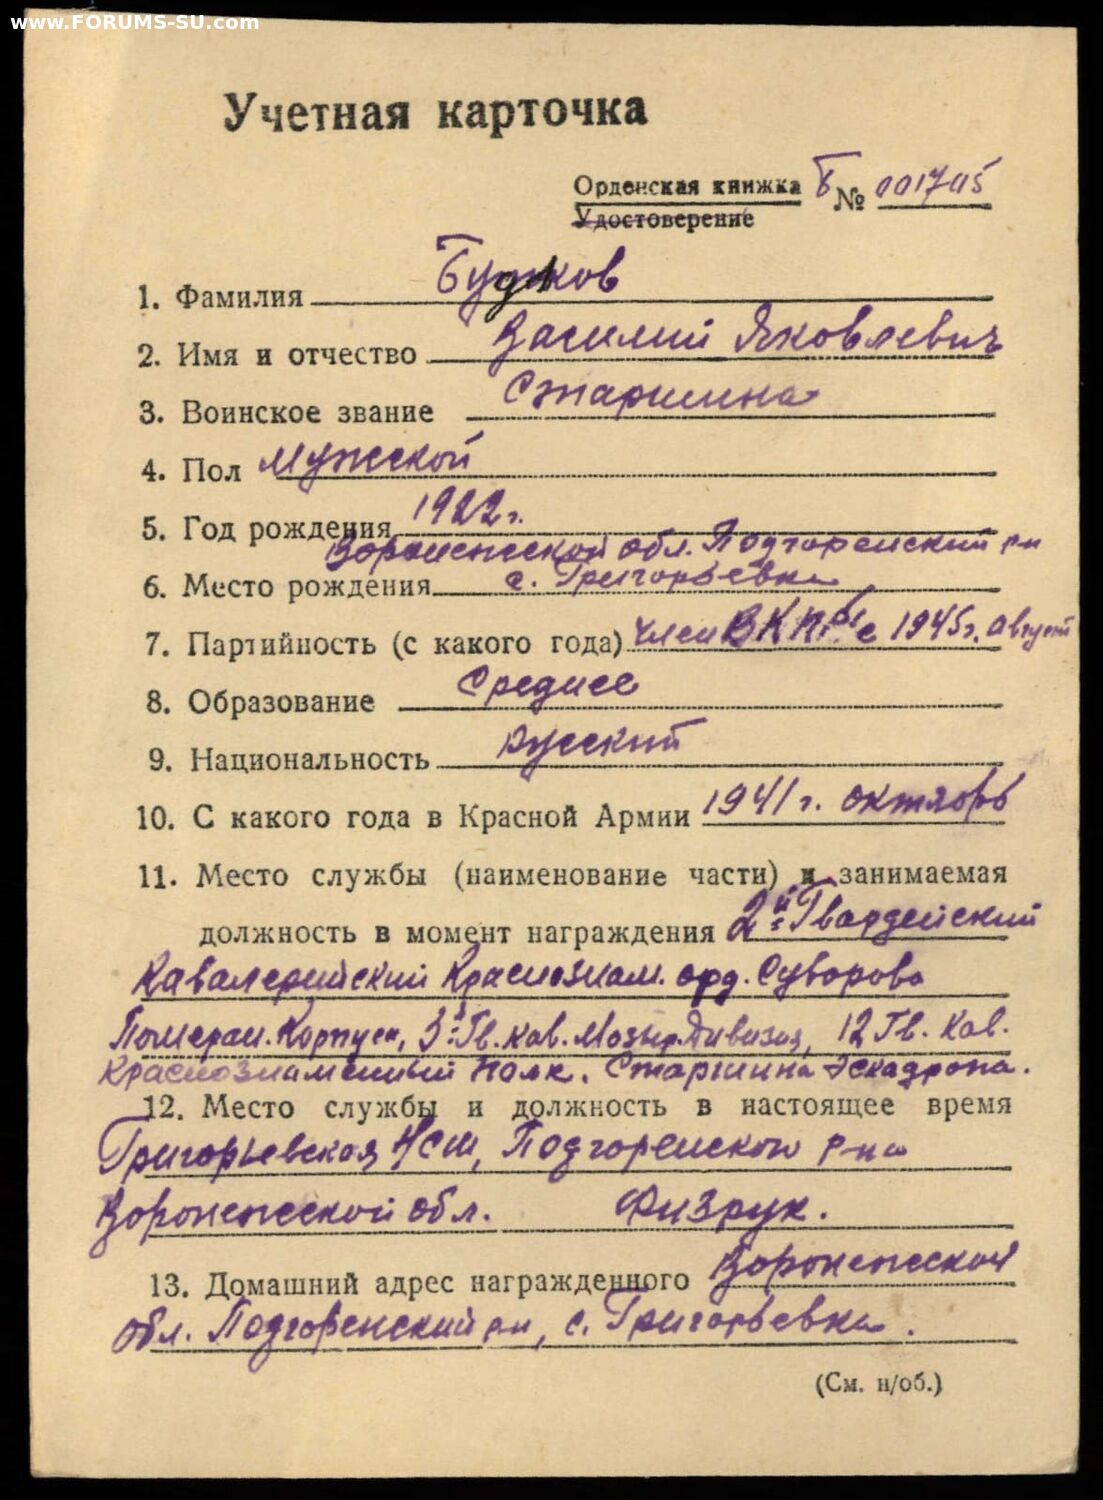 www.FORUMS-SU.com
Учетная карточка
Орденская книжка Б № 001705
Удостоверение
1. Фамилия
2. Имя и отчество Василий Яковлевич
3. Воинское звание Старшина
4. Пол Мужской
5. Год рождения 1922 г.
Воронежской обл. Подгоренский р-н
6. Место рождения с. Григорьевка
7. Партийность (с какого года) член ВКП(б) с 1945 г. август
8. Образование Среднее
9. Национальность русский
10. С какого года в Красной Армии 1941 г. октябрь
11. Место службы (наименование части) и занимаемая
должность в момент награждения 2й Гвардейский
Кавалерийский Краснознам. орд. Суворова
Померан. Корпуса, 3я Гв. кав. Мозыр. Дивизия, 12 Гв. Кав.
Краснознаменный полк. Старшина Эскадрона.
12. Место службы и должность в настоящее время
Григорьевская НСШ, Подгоренского р-на
Воронежской обл. Физрук.
13. Домашний адрес награжденного Воронежской
обл. Подгоренский р-н, с. Григорьевка.
(См. н/об.)